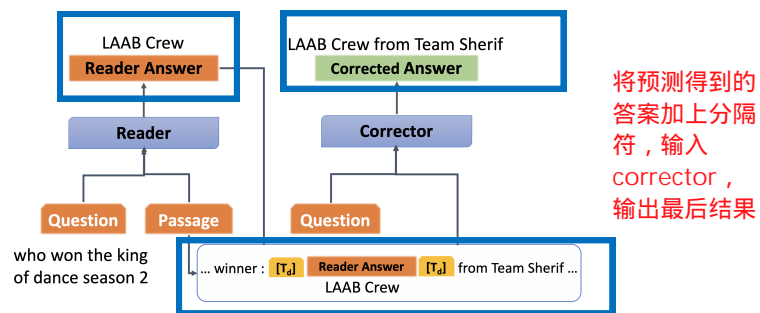 LAAB Crew
Reader Answer
Reader
Question
Passage
who won the king
of dance season 2
LAAB Crew from Team Sherif
Corrected Answer
Corrector
Question
... winner : [Td] Reader Answer [Td] from Team Sherif ...
LAAB Crew
将预测得到的
答案加上分隔
符，输入
corrector，
输出最后结果